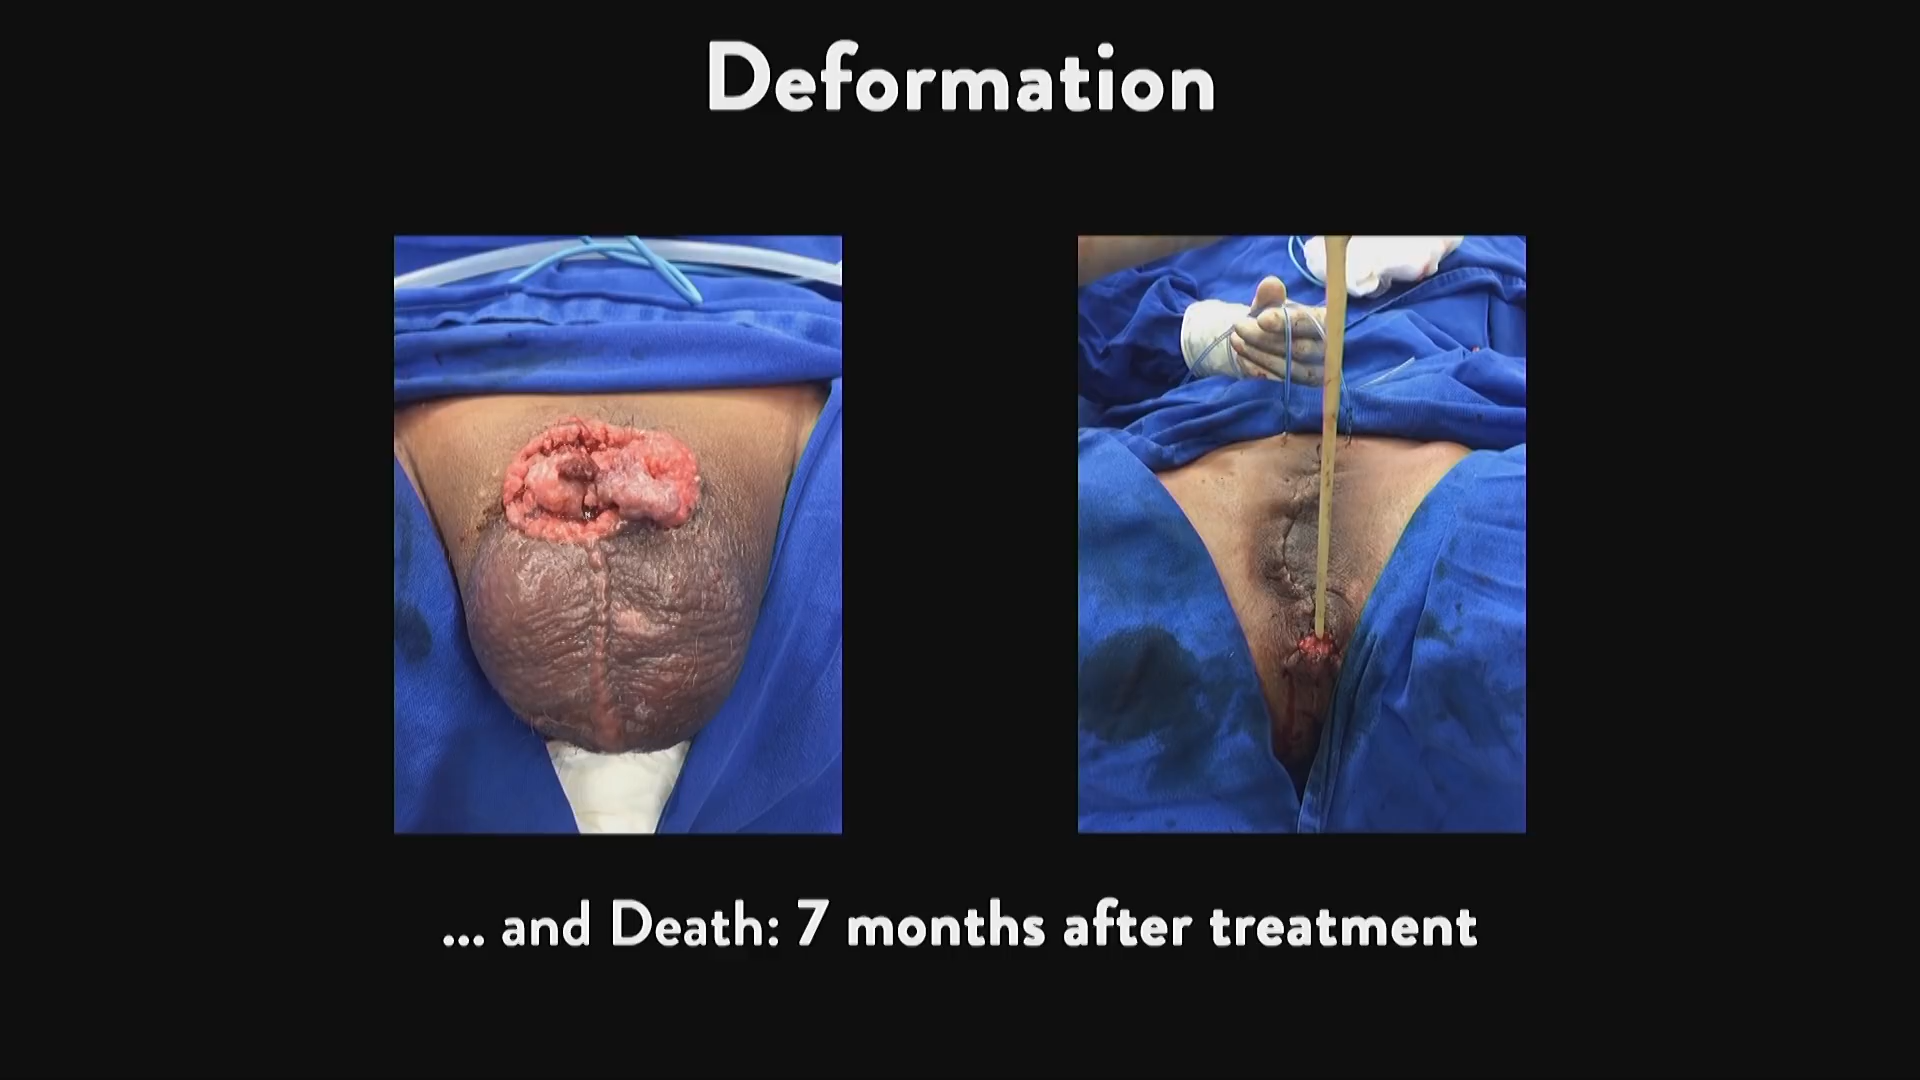 Deformation
... and Death: 7 months after treatment